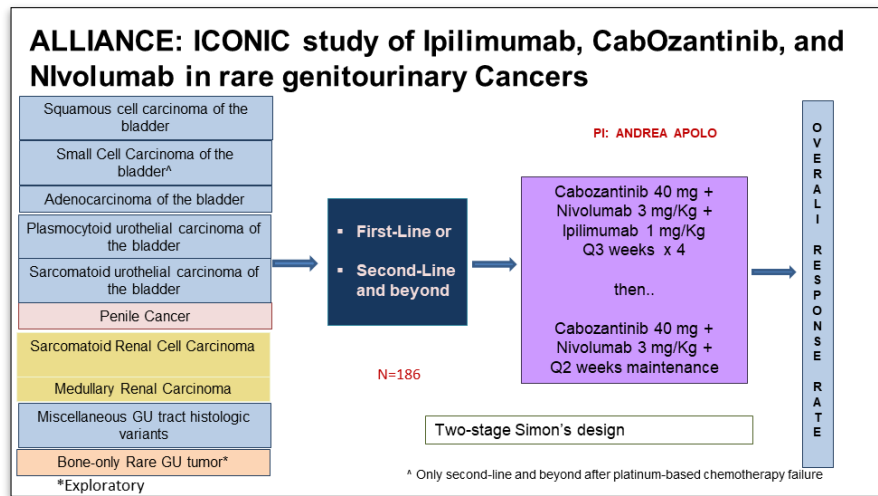 ALLIANCE: ICONIC study of Ipilimumab, CabOzantinib, and
NIvolumab in rare genitourinary Cancers
Squamous cell carcinoma of the
bladder
Small Cell Carcinoma of the
bladder^
Adenocarcinoma of the bladder
Plasmocytoid urothelial carcinoma of
the bladder
Sarcomatoid urothelial carcinoma of
the bladder
Penile Cancer
Sarcomatoid Renal Cell Carcinoma
Medullary Renal Carcinoma
Miscellaneous GU tract histologic
variants
Bone-only Rare GU tumor*
*Exploratory
▪ First-Line or
▪ Second-Line
and beyond
N=186
PI: ANDREA APOLO
Cabozantinib 40 mg +
Nivolumab 3 mg/Kg +
Ipilimumab 1 mg/Kg
Q3 weeks x 4
then..
Cabozantinib 40 mg +
Nivolumab 3 mg/Kg +
Q2 weeks maintenance
Two-stage Simon's design
^ Only second-line and beyond after platinum-based chemotherapy failure
OVERALl RESPONSE RATE